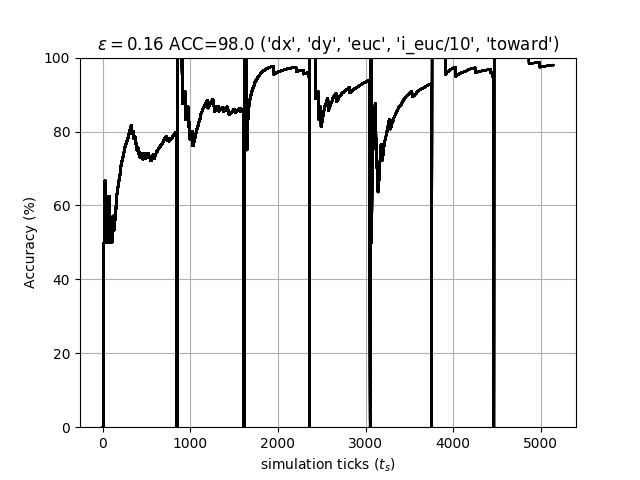 ε = 0.16 ACC=98.0 ('dx', 'dy', 'euc', 'i_euc/10', 'toward')
100
80
60
40
20
0
Accuracy (%)
0 1000 2000 3000 4000 5000
simulation ticks (t_s)